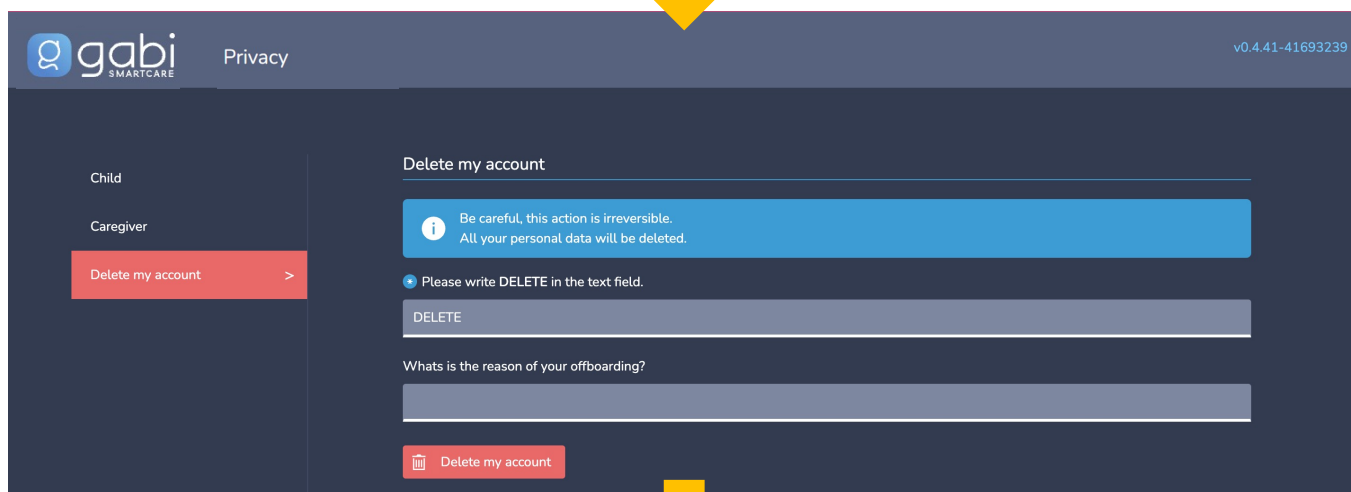 gabi
SMARTCARE
Privacy
v0.4.41-41693239
Child
Caregiver
Delete my account >
Delete my account
Be careful, this action is irreversible.
All your personal data will be deleted.
Please write DELETE in the text field.
DELETE
Whats is the reason of your offboarding?
Delete my account